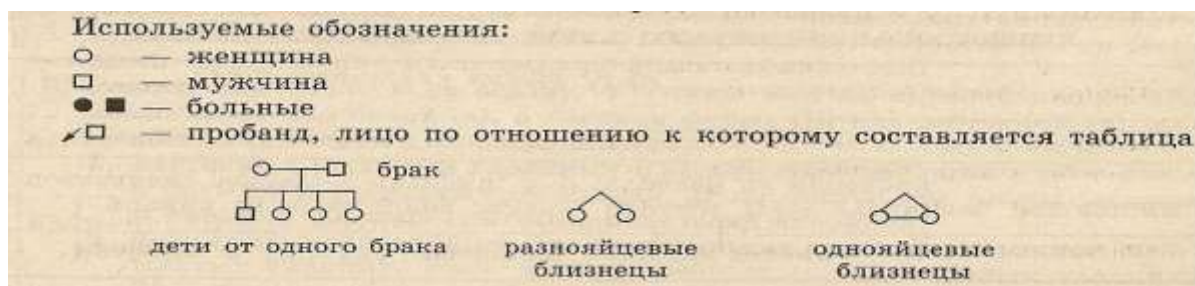 Используемые обозначения:
— женщина
— мужчина
— больные
— пробанд, лицо по отношению к которому составляется таблица
брак
дети от одного брака
разнояйцевые
близнецы
однояйцевые
близнецы